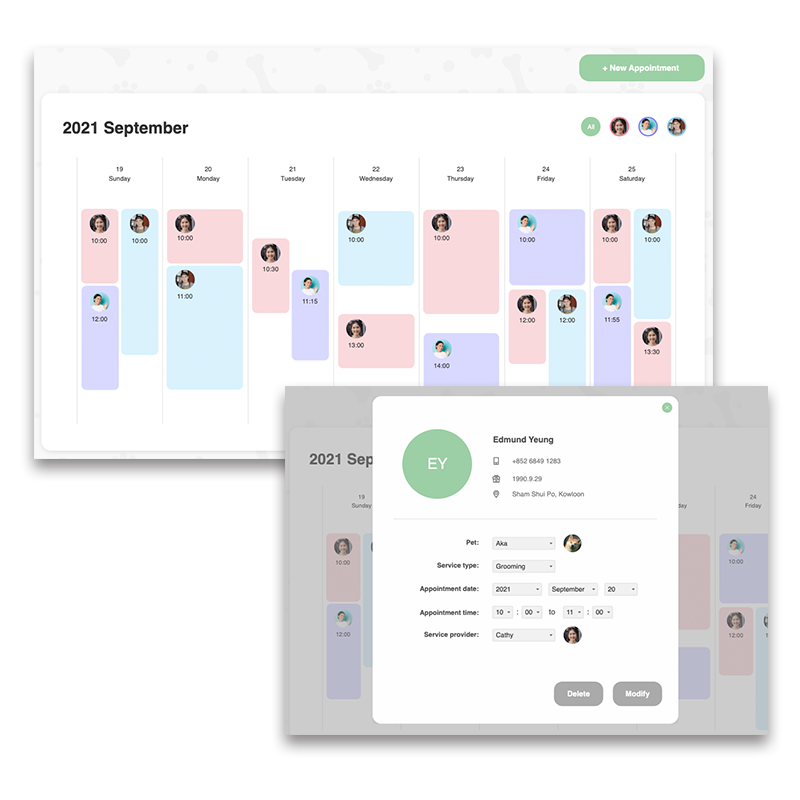 + New Appointment
2021 September
All
19 20 21 22 23 24 25
Sunday Monday Tuesday Wednesday Thursday Friday Saturday
10:00 10:00 10:00 10:00 10:00 10:00 10:00 10:00
10:30
11:00 11:15
12:00 12:00 12:00 11:55
13:00 13:30
14:00
Edmund Yeung
EY
+852 6849 1283
1990.9.29
Sham Shui Po, Kowloon
2021 Sep
19 24
Sunday Friday
10:00 10:00
12:00 12:00
Pet: Aka
Service type: Grooming
Appointment date: 2021 September 20
Appointment time: 10 : 00 to 11 : 00
Service provider: Cathy
Delete Modify